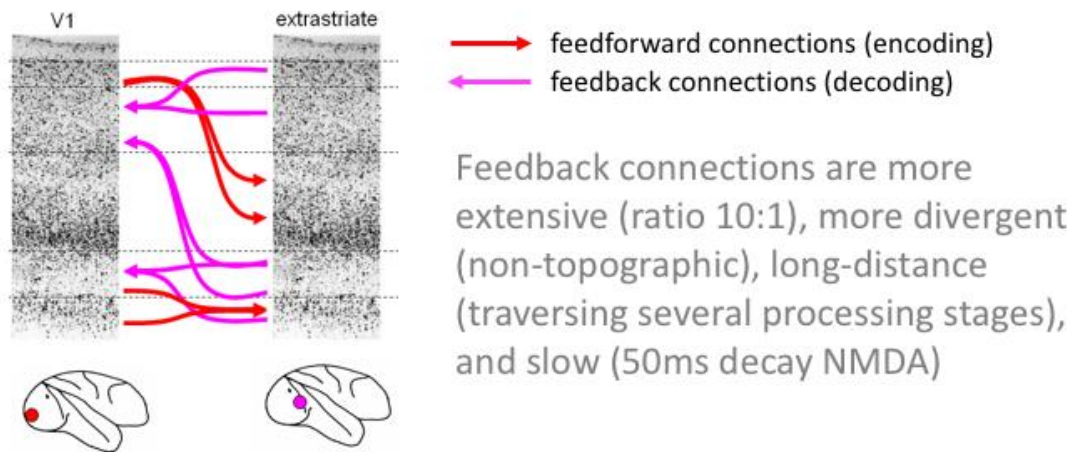 V1
extrastriate
feedforward connections (encoding)
feedback connections (decoding)
Feedback connections are more
extensive (ratio 10:1), more divergent
(non-topographic), long-distance
(traversing several processing stages),
and slow (50ms decay NMDA)